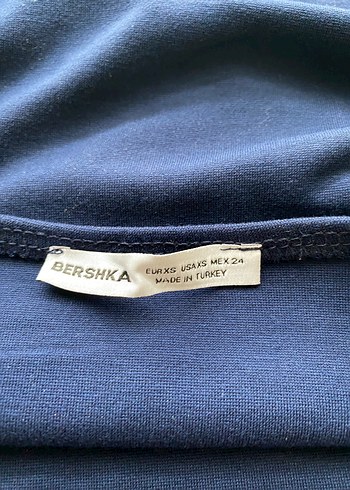 BERSHKA
EUR XS USA XS MEX 24
MADE IN TURKEY